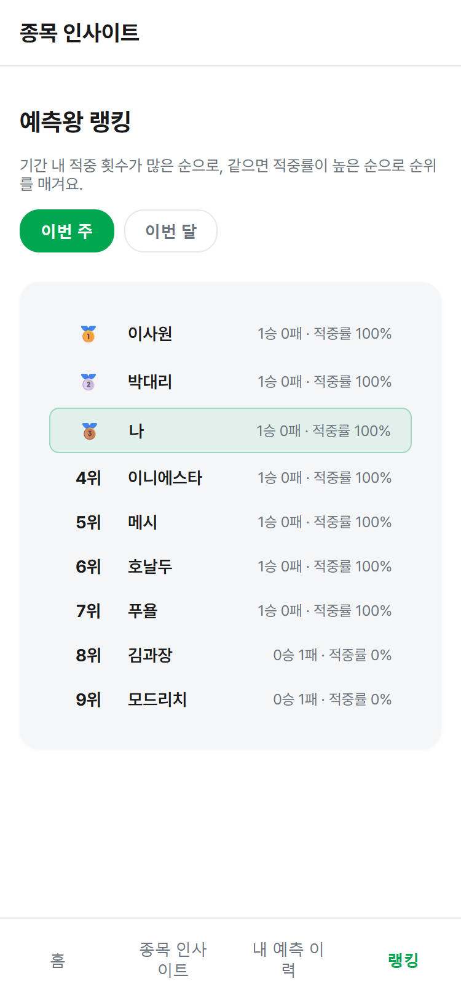 종목 인사이트
예측왕 랭킹
기간 내 적중 횟수가 많은 순으로, 같으면 적중률이 높은 순으로 순위
를 매겨요.
이번 주
이번 달
🥇 이사원 1승 0패 · 적중률 100%
🥈 박대리 1승 0패 · 적중률 100%
🥉 나 1승 0패 · 적중률 100%
4위 이니에스타 1승 0패 · 적중률 100%
5위 메시 1승 0패 · 적중률 100%
6위 호날두 1승 0패 · 적중률 100%
7위 푸욜 1승 0패 · 적중률 100%
8위 김과장 0승 1패 · 적중률 0%
9위 모드리치 0승 1패 · 적중률 0%
홈
종목 인사
이트
내 예측 이
력
랭킹